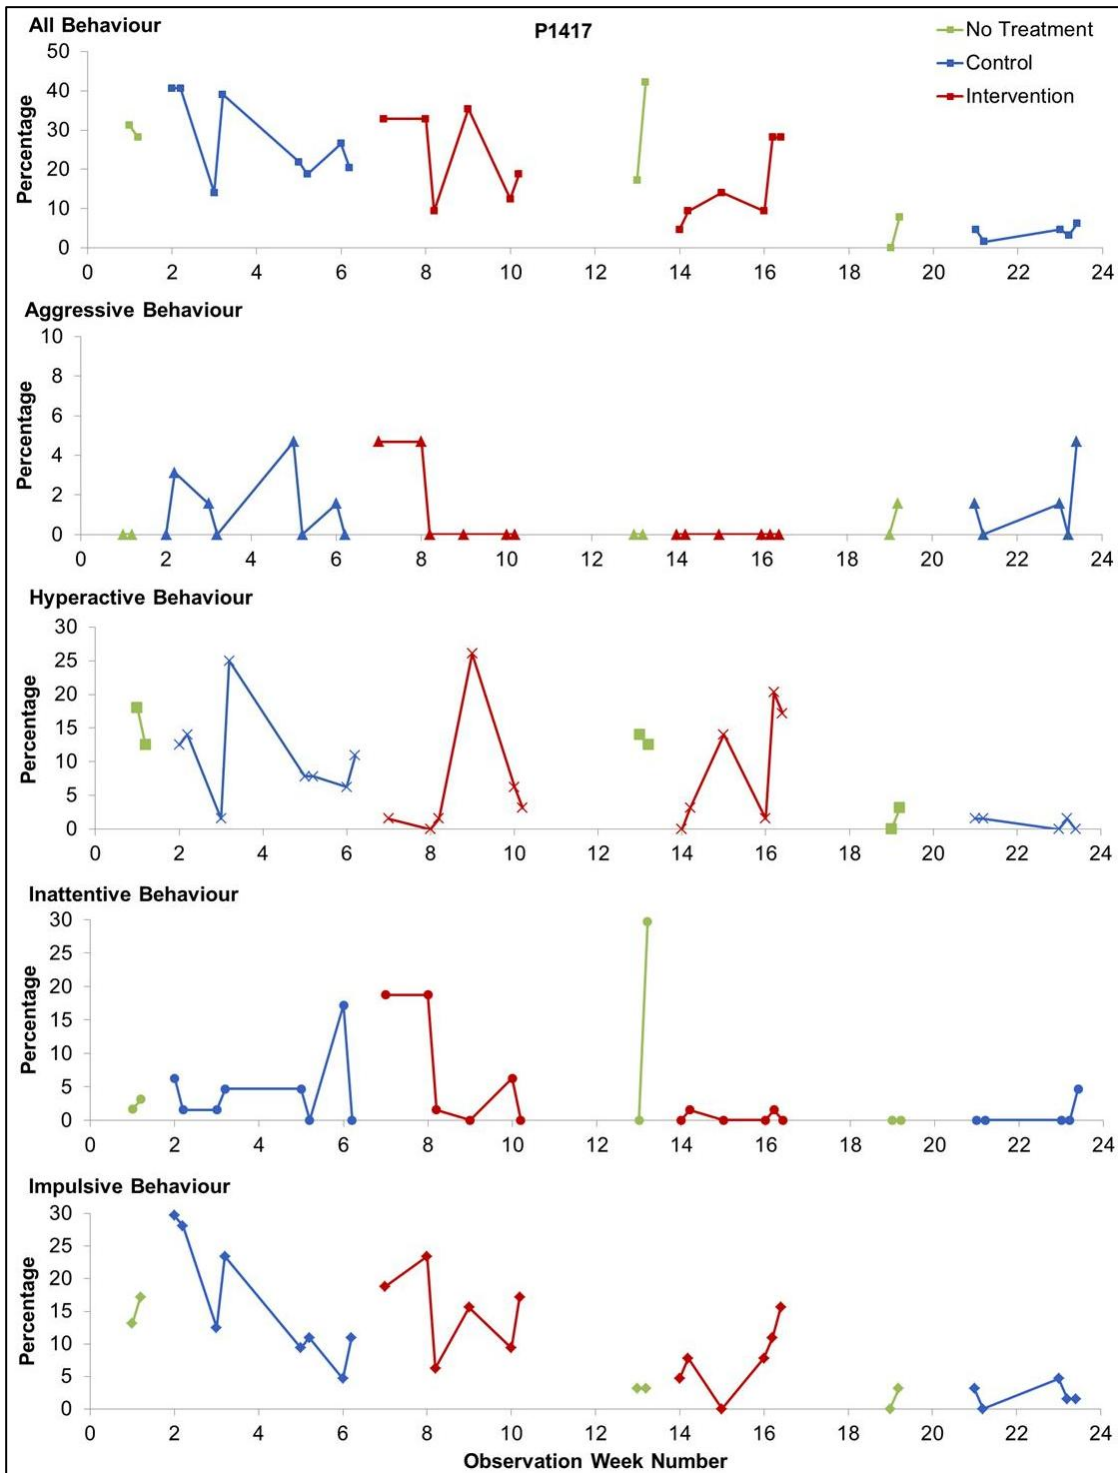 All Behaviour
P1417
No Treatment
Control
Intervention
Percentage
50
40
30
20
10
0
0 2 4 6 8 10 12 14 16 18 20 22 24
Aggressive Behaviour
Percentage
10
8
6
4
2
0
0 2 4 6 8 10 12 14 16 18 20 22 24
Hyperactive Behaviour
Percentage
30
25
20
15
10
5
0
0 2 4 6 8 10 12 14 16 18 20 22 24
Inattentive Behaviour
Percentage
30
25
20
15
10
5
0
0 2 4 6 8 10 12 14 16 18 20 22 24
Impulsive Behaviour
Percentage
30
25
20
15
10
5
0
0 2 4 6 8 10 12 14 16 18 20 22 24
Observation Week Number